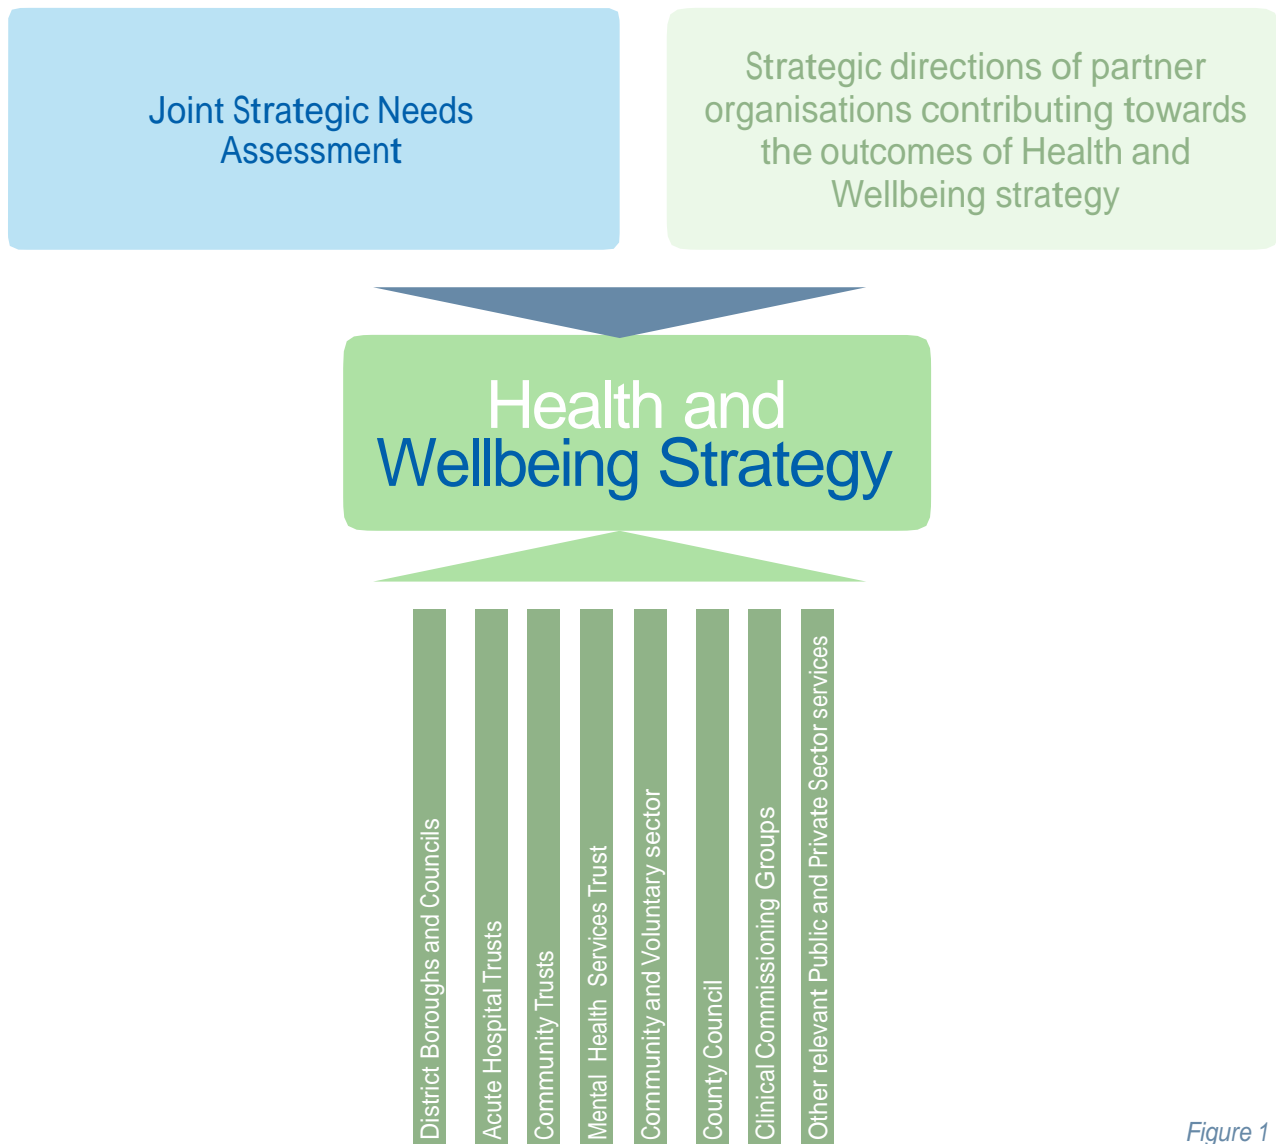 Joint Strategic Needs
Assessment
Strategic directions of partner
organisations contributing towards
the outcomes of Health and
Wellbeing strategy
Health and
Wellbeing Strategy
District Boroughs and Councils
Acute Hospital Trusts
Community Trusts
Mental Health Services Trust
Community and Voluntary sector
County Council
Clinical Commissioning Groups
Other relevant Public and Private Sector services
Figure 1